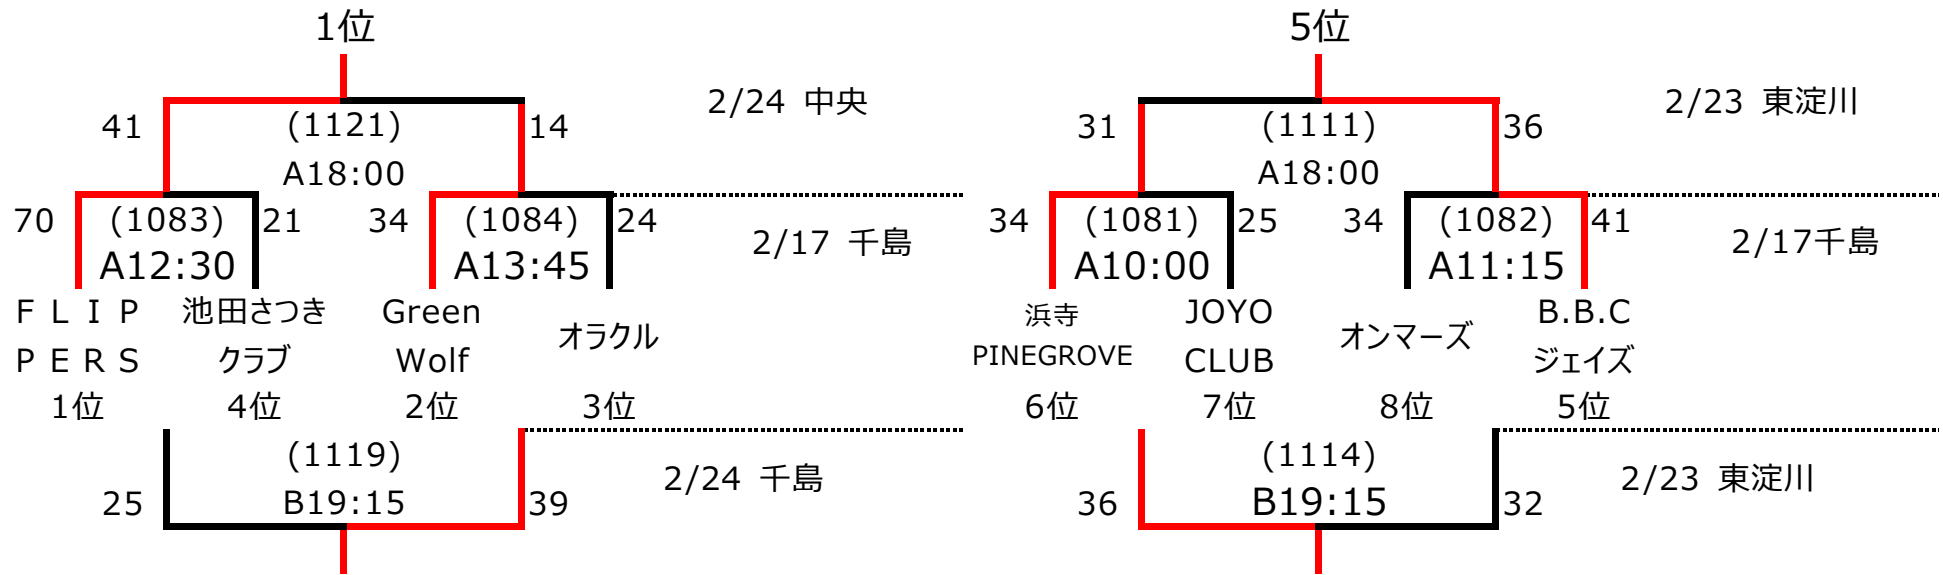 1位
5位
2/24 中央
2/23 東淀川
41
(1121)
14
31
(1111)
36
A18:00
A18:00
70
(1083)
21
34
(1084)
24
34
(1081)
25
34
(1082)
41
2/17 千島
2/17千島
A12:30
A13:45
A10:00
A11:15
ＦＬＩＰ
ＰＥＲＳ
池田さつき
クラブ
Green
Wolf
オラクル
浜寺
PINEGROVE
JOYO
CLUB
オンマーズ
B.B.C
ジェイズ
1位
4位
2位
3位
6位
7位
8位
5位
(1119)
(1114)
2/24 千島
2/23 東淀川
25
B19:15
39
36
B19:15
32